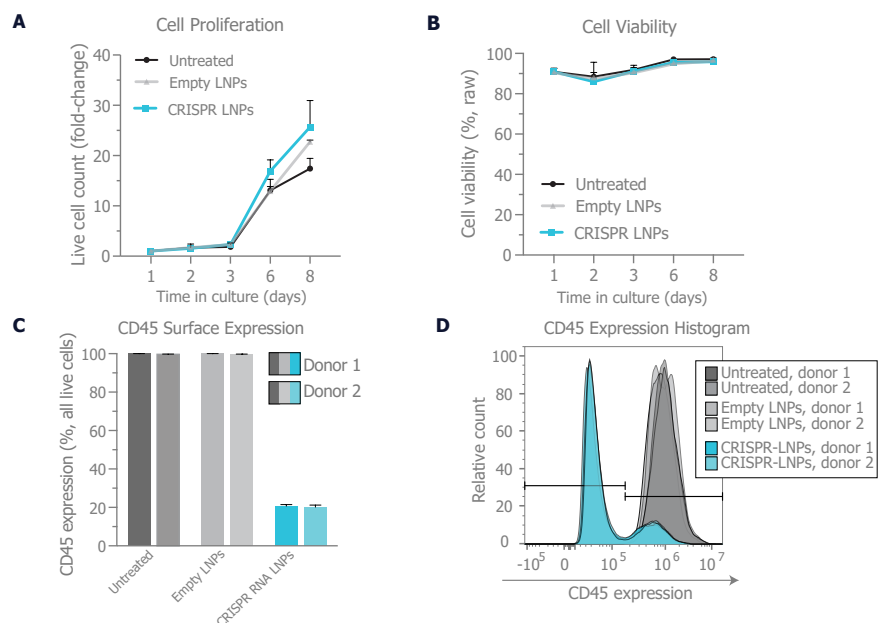 A
Cell Proliferation
Live cell count (fold-change)
40
30
20
10
0
Untreated
Empty LNPs
CRISPR LNPs
1 2 3 6 8
Time in culture (days)
B
Cell Viability
Cell viability (%, raw)
100
80
60
40
20
0
Untreated
Empty LNPs
CRISPR LNPs
1 2 3 6 8
Time in culture (days)
C
CD45 Surface Expression
CD45 expression (%, all live cells)
100
80
60
40
20
0
Donor 1
Donor 2
Untreated
Empty LNPs
CRISPR RNA LNPs
D
CD45 Expression Histogram
Relative count
100
80
60
40
20
0
-10⁵ 0 10⁵ 10⁶ 10⁷
CD45 expression
Untreated, donor 1
Untreated, donor 2
Empty LNPs, donor 1
Empty LNPs, donor 2
CRISPR-LNPs, donor 1
CRISPR-LNPs, donor 2